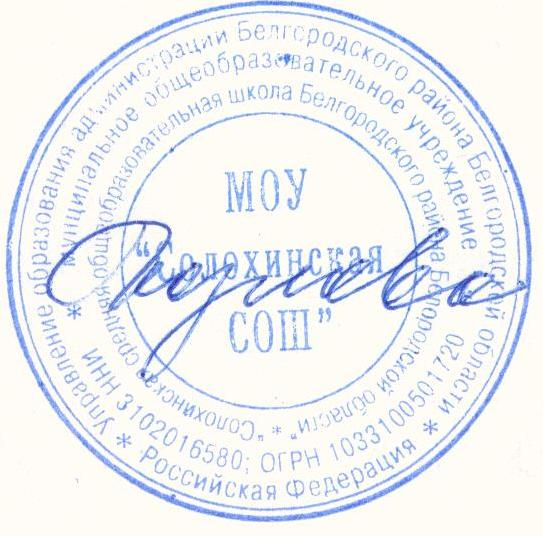 Управление образования администрации Белгородского района Белгородской области
* Российская Федерация *
муниципальное общеобразовательное учреждение
* ИНН 3102016580; ОГРН 1033100501720
"Солохинская средняя общеобразовательная школа Белгородского района Белгородской области" *
МОУ
"Солохинская
СОШ"